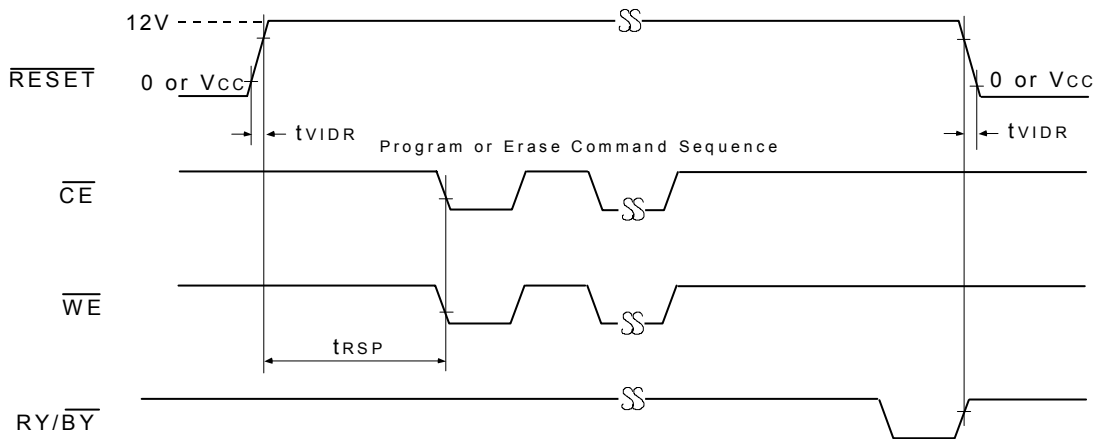 12V
RESET
0 or VCC
0 or VCC
tVIDR
tVIDR
Program or Erase Command Sequence
CE
WE
tRSP
RY/BY